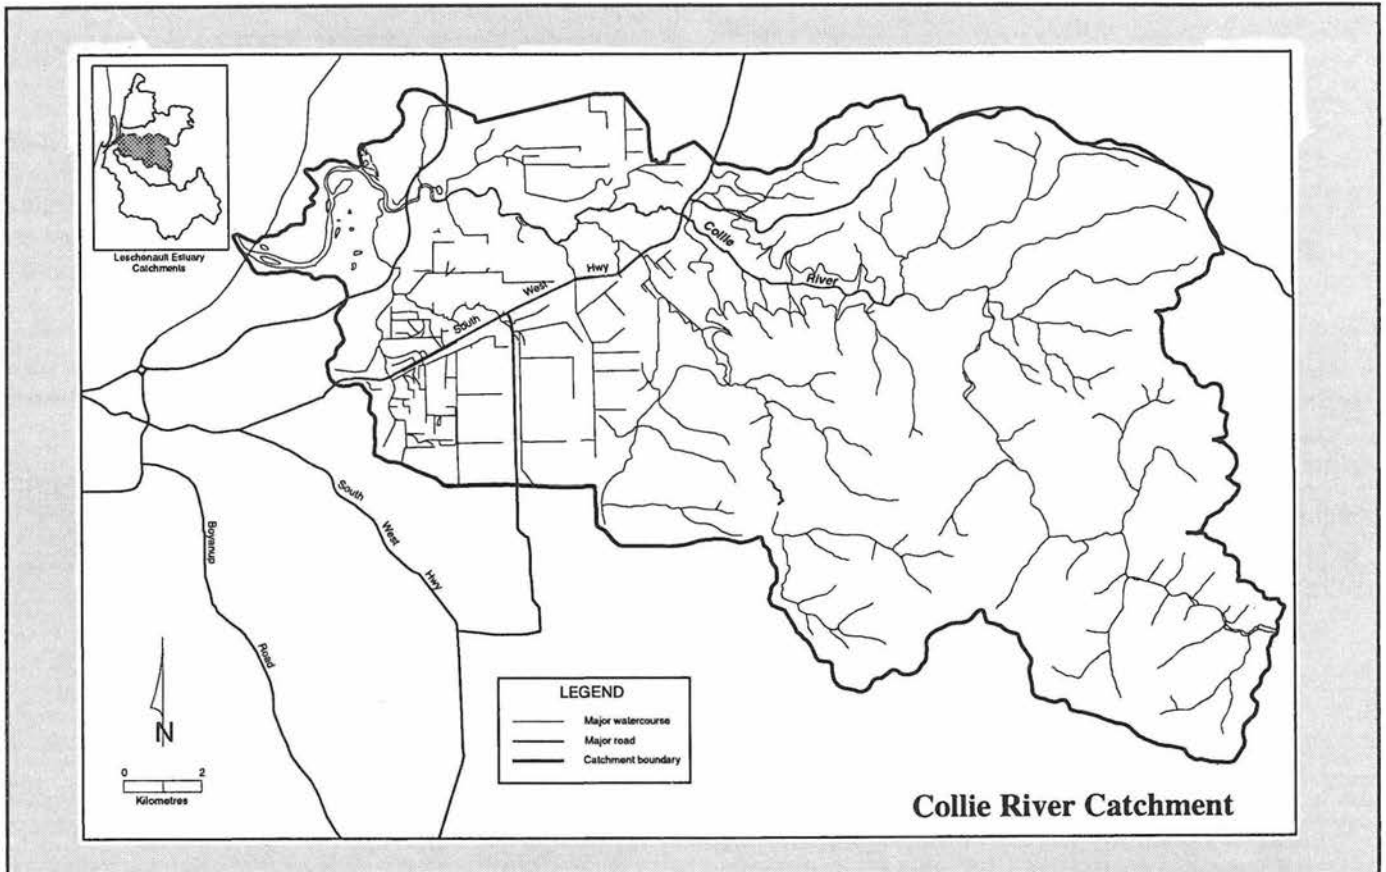 Leschenault Estuary
Catchments
Collie
River
South West Hwy
South
West
Hwy
Boyanup
Road
N
0 2
Kilometres
LEGEND
Major watercourse
Major road
Catchment boundary
Collie River Catchment